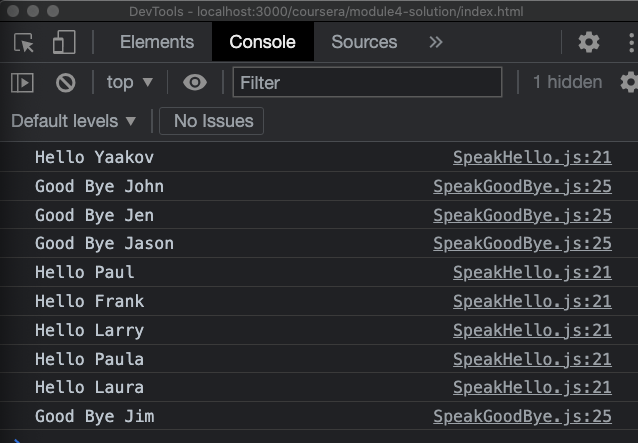 DevTools - localhost:3000/coursera/module4-solution/index.html
Elements Console Sources »
top ▼ Filter 1 hidden
Default levels ▼ No Issues
Hello Yaakov SpeakHello.js:21
Good Bye John SpeakGoodBye.js:25
Good Bye Jen SpeakGoodBye.js:25
Good Bye Jason SpeakGoodBye.js:25
Hello Paul SpeakHello.js:21
Hello Frank SpeakHello.js:21
Hello Larry SpeakHello.js:21
Hello Paula SpeakHello.js:21
Hello Laura SpeakHello.js:21
Good Bye Jim SpeakGoodBye.js:25